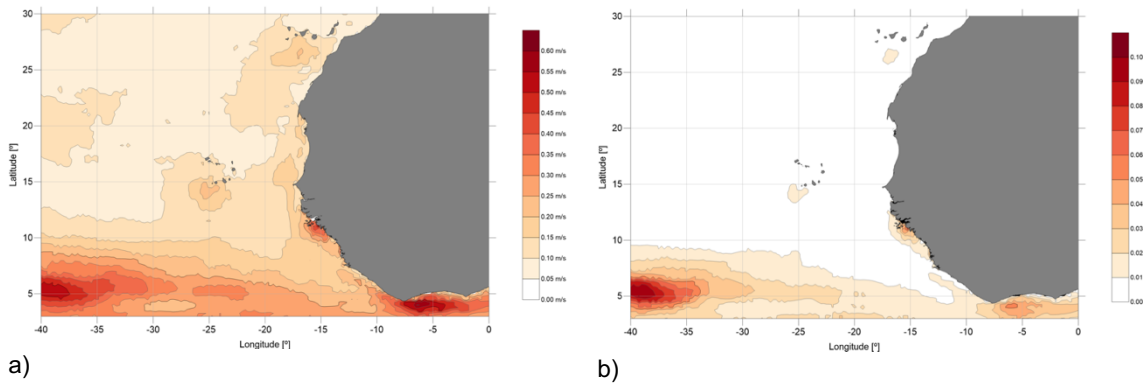 30
25
20
15
10
5
Latitude [º]
-40 -35 -30 -25 -20 -15 -10 -5 0
Longitude [º]
0.60 m/s
0.55 m/s
0.50 m/s
0.45 m/s
0.40 m/s
0.35 m/s
0.30 m/s
0.25 m/s
0.20 m/s
0.15 m/s
0.10 m/s
0.05 m/s
0.00 m/s
a)
30
25
20
15
10
5
Latitude [º]
-40 -35 -30 -25 -20 -15 -10 -5 0
Longitude [º]
0.10
0.09
0.08
0.07
0.06
0.05
0.04
0.03
0.02
0.01
0.00
b)